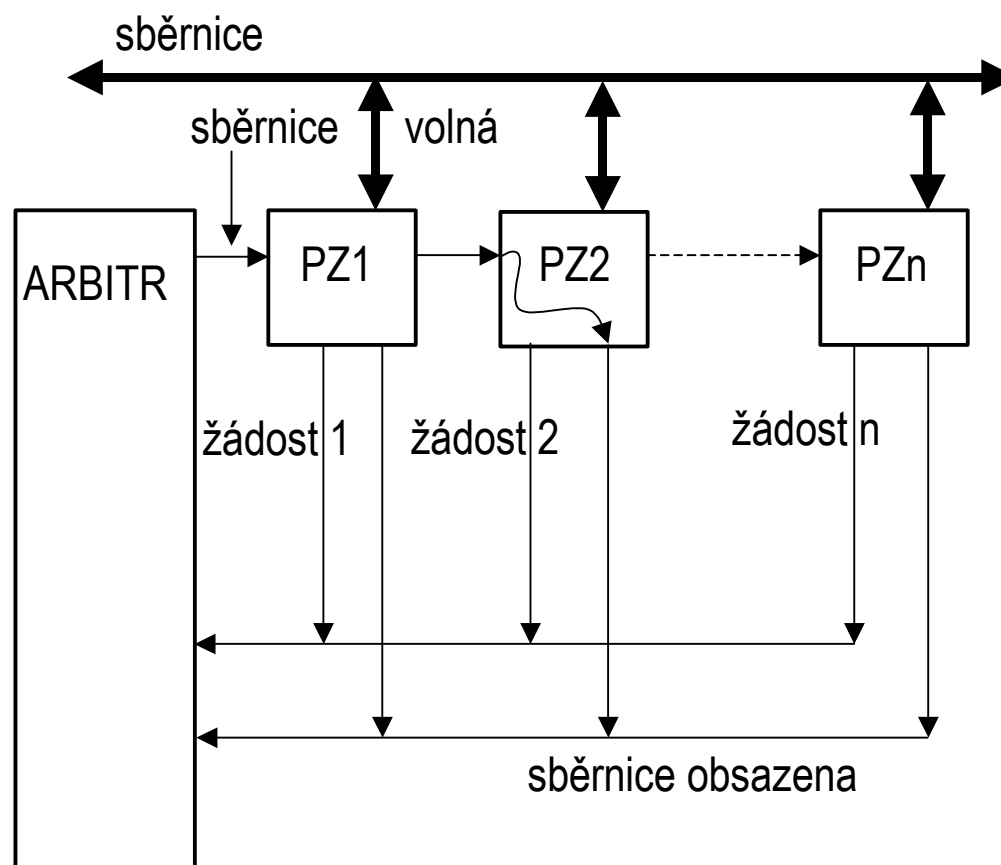 sběrnice
sběrnice volná
ARBITR
PZ1
PZ2
PZn
žádost 1
žádost 2
žádost n
sběrnice obsazena